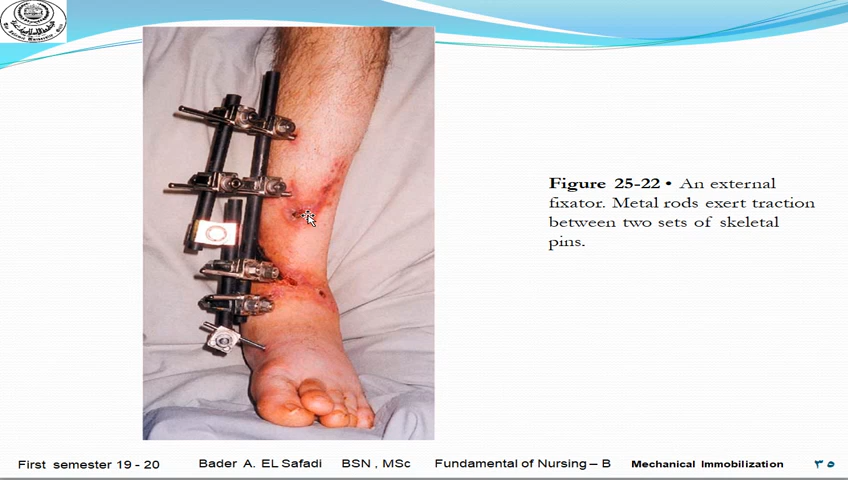 Figure 25-22 • An external
fixator. Metal rods exert traction
between two sets of skeletal
pins.
First semester 19 - 20 Bader A. EL Safadi BSN , MSc Fundamental of Nursing – B Mechanical Immobilization ٣٥